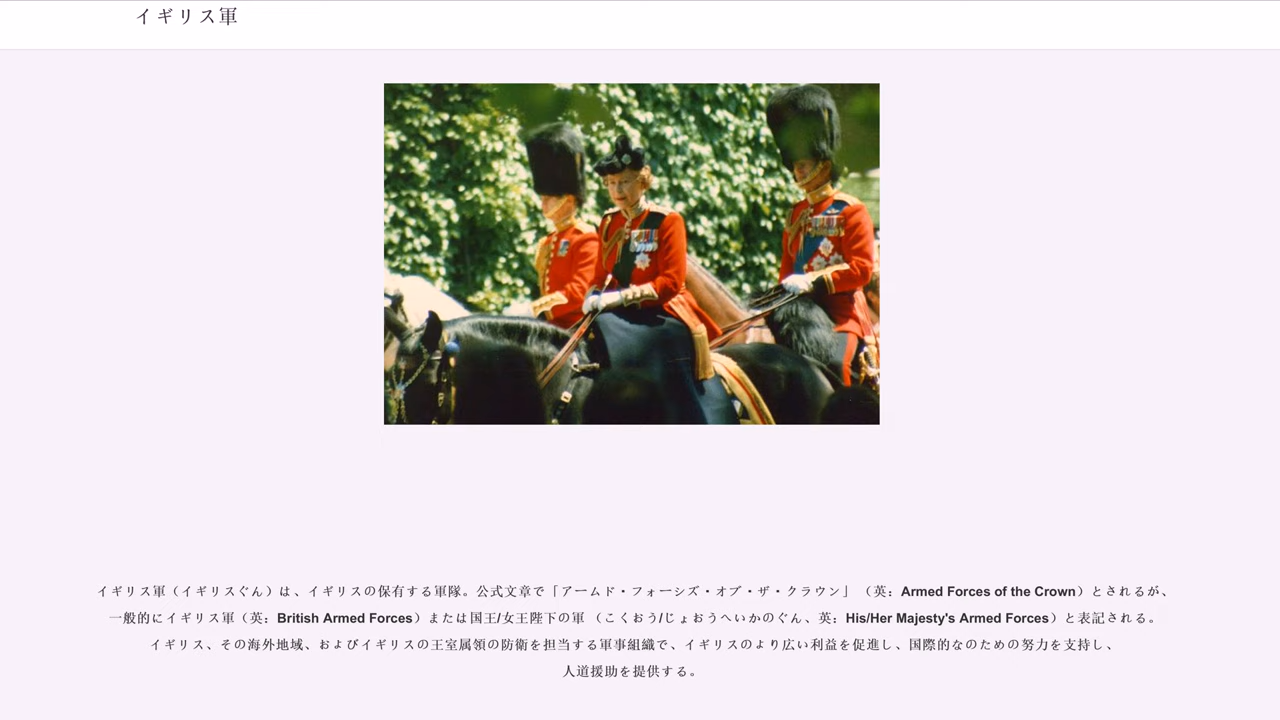 イギリス軍
イギリス軍（イギリスぐん）は、イギリスの保有する軍隊。公式文章で「アームド・フォーシズ・オブ・ザ・クラウン」（英：Armed Forces of the Crown）とされるが、
一般的にイギリス軍（英：British Armed Forces）または国王/女王陛下の軍 （こくおう/じょおうへいかのぐん、英：His/Her Majesty's Armed Forces）と表記される。
イギリス、その海外地域、およびイギリスの王室属領の防衛を担当する軍事組織で、イギリスのより広い利益を促進し、国際的なのための努力を支持し、
人道援助を提供する。